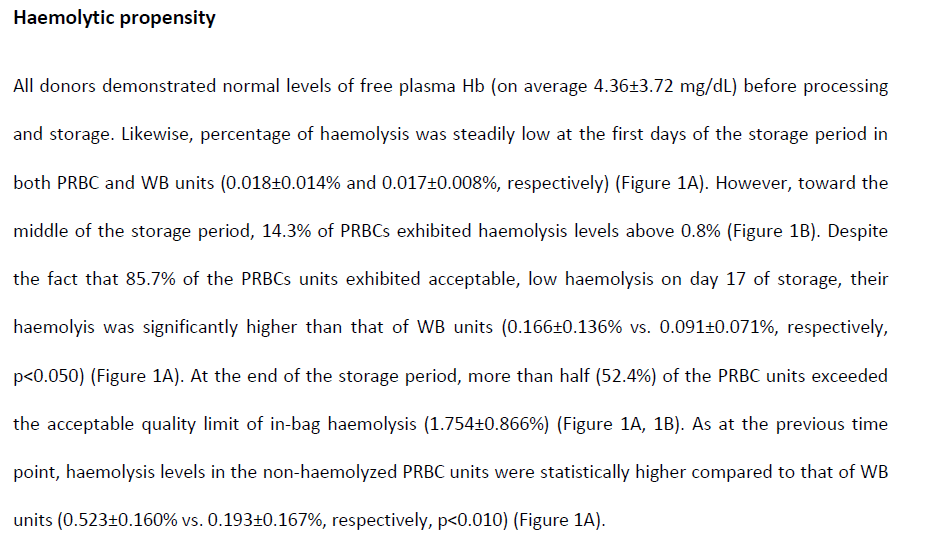 Haemolytic propensity
All donors demonstrated normal levels of free plasma Hb (on average 4.36±3.72 mg/dL) before processing
and storage. Likewise, percentage of haemolysis was steadily low at the first days of the storage period in
both PRBC and WB units (0.018±0.014% and 0.017±0.008%, respectively) (Figure 1A). However, toward the
middle of the storage period, 14.3% of PRBCs exhibited haemolysis levels above 0.8% (Figure 1B). Despite
the fact that 85.7% of the PRBCs units exhibited acceptable, low haemolysis on day 17 of storage, their
haemolyis was significantly higher than that of WB units (0.166±0.136% vs. 0.091±0.071%, respectively,
p<0.050) (Figure 1A). At the end of the storage period, more than half (52.4%) of the PRBC units exceeded
the acceptable quality limit of in-bag haemolysis (1.754±0.866%) (Figure 1A, 1B). As at the previous time
point, haemolysis levels in the non-haemolyzed PRBC units were statistically higher compared to that of WB
units (0.523±0.160% vs. 0.193±0.167%, respectively, p<0.010) (Figure 1A).